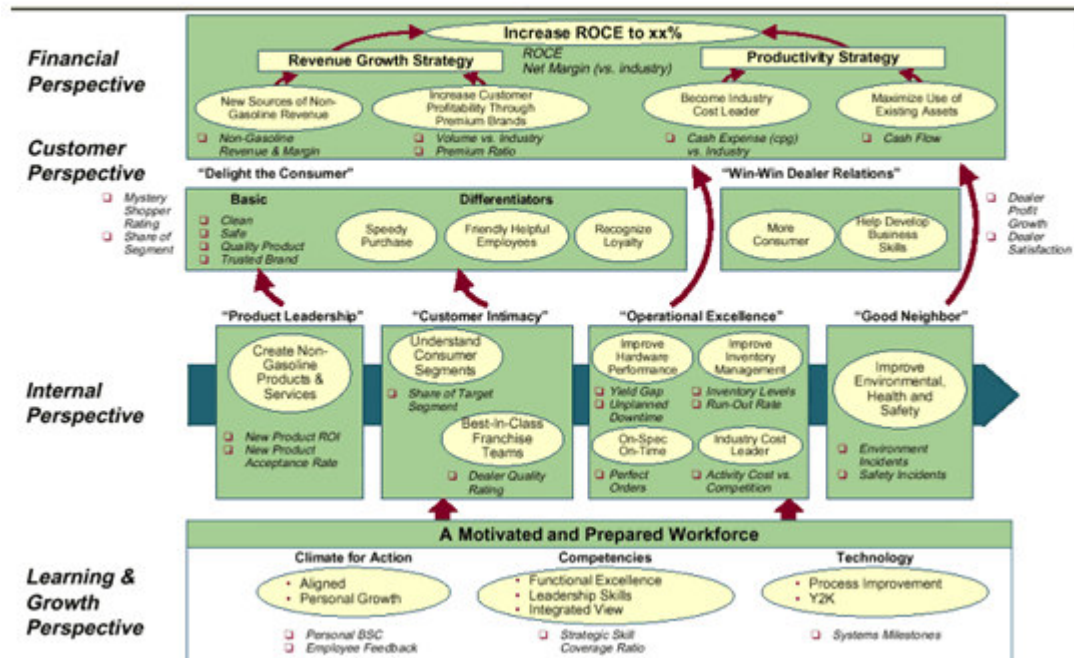 Financial
Perspective
Increase ROCE to xx%
ROCE
Net Margin (vs. industry)
Revenue Growth Strategy
Productivity Strategy
New Sources of Non-
Gasoline Revenue
Increase Customer
Profitability Through
Premium Brands
Become Industry
Cost Leader
Maximize Use of
Existing Assets
Non-Gasoline
Revenue & Margin
Volume vs. Industry
Premium Ratio
Cash Expense (cpg)
vs. Industry
Cash Flow
Customer
Perspective
"Delight the Consumer"
"Win-Win Dealer Relations"
Mystery
Shopper
Rating
Share of
Segment
Basic
Clean
Safe
Quality Product
Trusted Brand
Differentiators
Speedy
Purchase
Friendly Helpful
Employees
Recognize
Loyalty
More
Consumer
Help Develop
Business
Skills
Dealer
Profit
Growth
Dealer
Satisfaction
Internal
Perspective
"Product Leadership"
Create Non-
Gasoline
Products &
Services
New Product ROI
New Product
Acceptance Rate
"Customer Intimacy"
Understand
Consumer
Segments
Share of Target
Segment
Best-In-Class
Franchise
Teams
Dealer Quality
Rating
"Operational Excellence"
Improve
Hardware
Performance
Improve
Inventory
Management
Yield Gap
Unplanned
Downtime
Inventory Levels
Run-Out Rate
On-Spec
On-Time
Industry Cost
Leader
Perfect
Orders
Activity Cost vs.
Competition
"Good Neighbor"
Improve
Environmental,
Health and
Safety
Environment
Incidents
Safety Incidents
Learning &
Growth
Perspective
A Motivated and Prepared Workforce
Climate for Action
Aligned
Personal Growth
Personal BSC
Employee Feedback
Competencies
Functional Excellence
Leadership Skills
Integrated View
Strategic Skill
Coverage Ratio
Technology
Process Improvement
Y2K
Systems Milestones